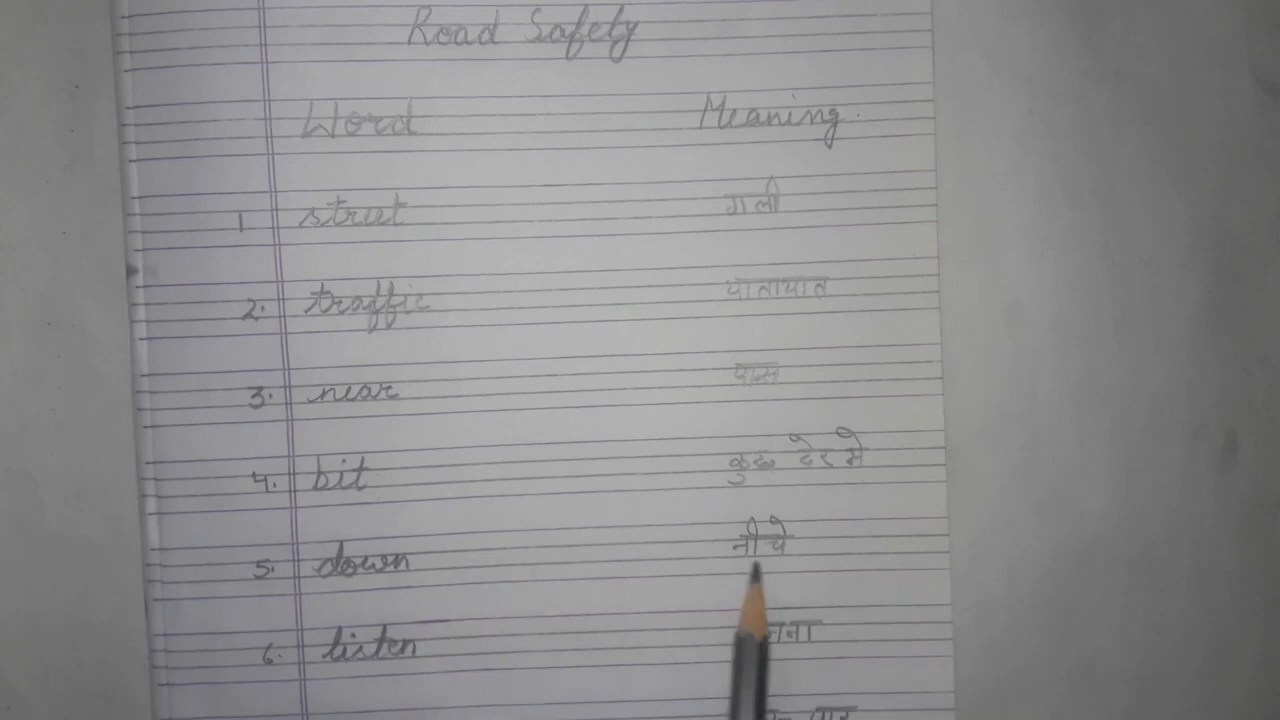 Road Safety
Word Meaning.
1 street गली
2. traffic यातायात
3. near पास
4. bit कुछ देर मे
5. down नीचे
6. listen